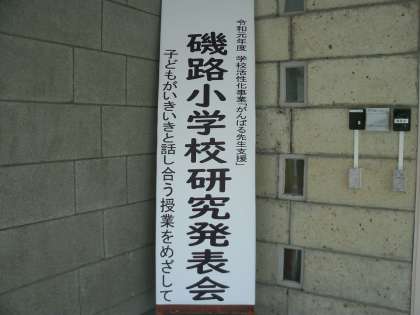 令和元年度 学校活性化事業「がんばる先生支援」
磯路小学校研究発表会
子どもがいきいきと話し合う授業をめざして